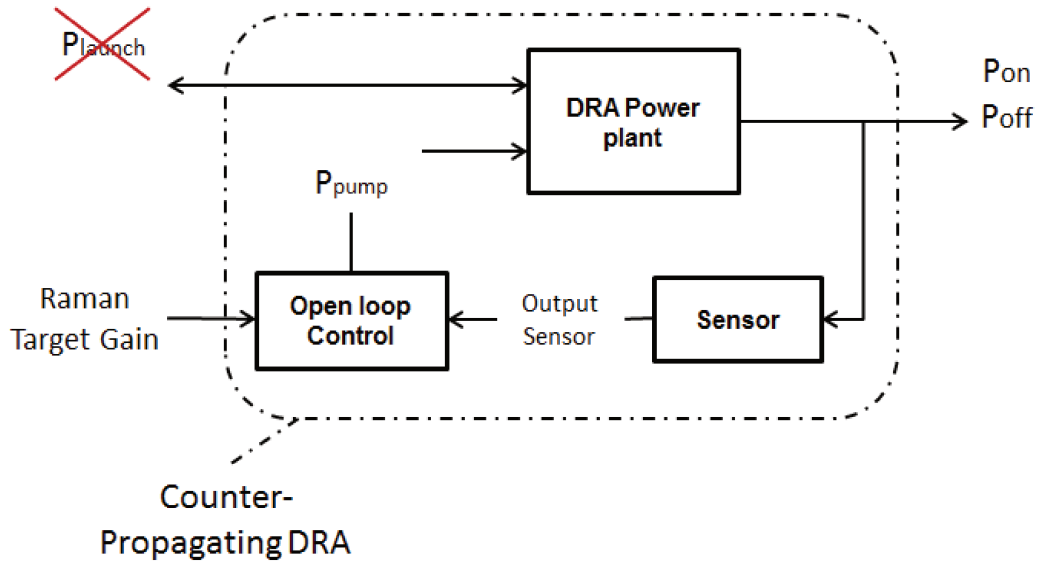 Plaunch
DRA Power
plant
Pon
Poff
Ppump
Raman
Target Gain
Open loop
Control
Output
Sensor
Sensor
Counter-
Propagating DRA